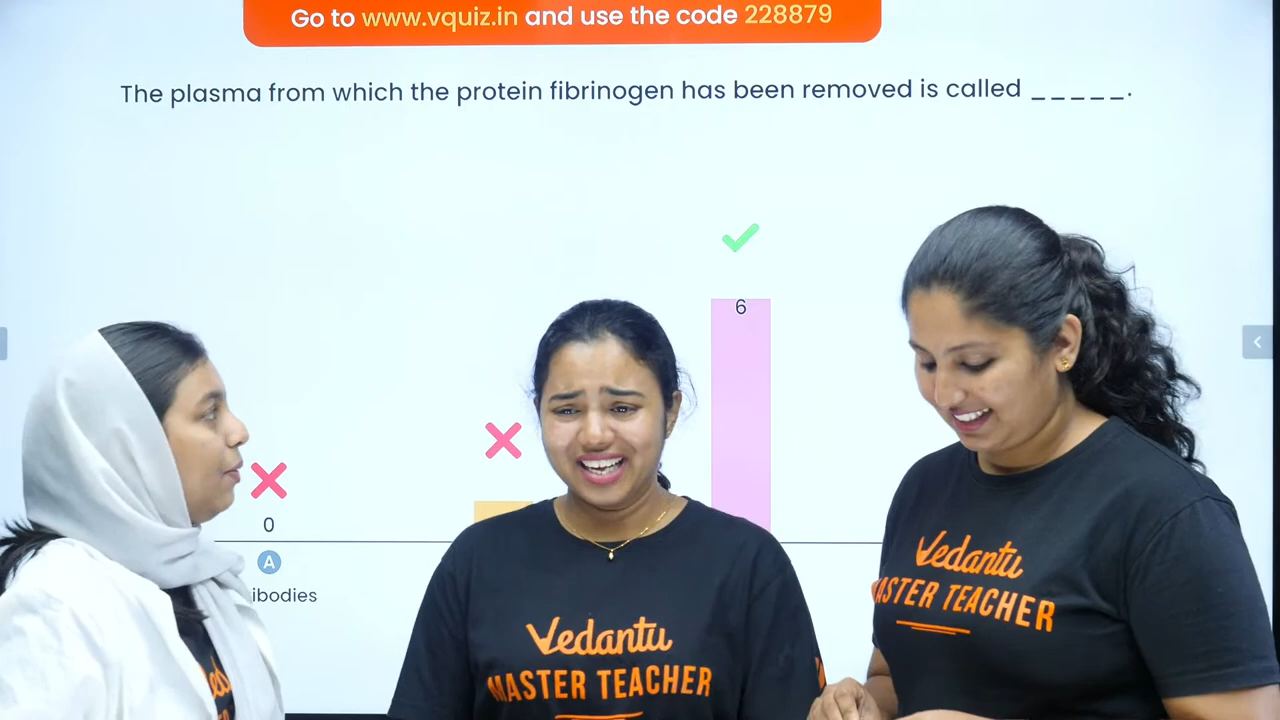 Go to www.vquiz.in and use the code 228879
The plasma from which the protein fibrinogen has been removed is called _____.
6
0
A
ibodies
Vedantu
MASTER TEACHER
Vedantu
MASTER TEACHER